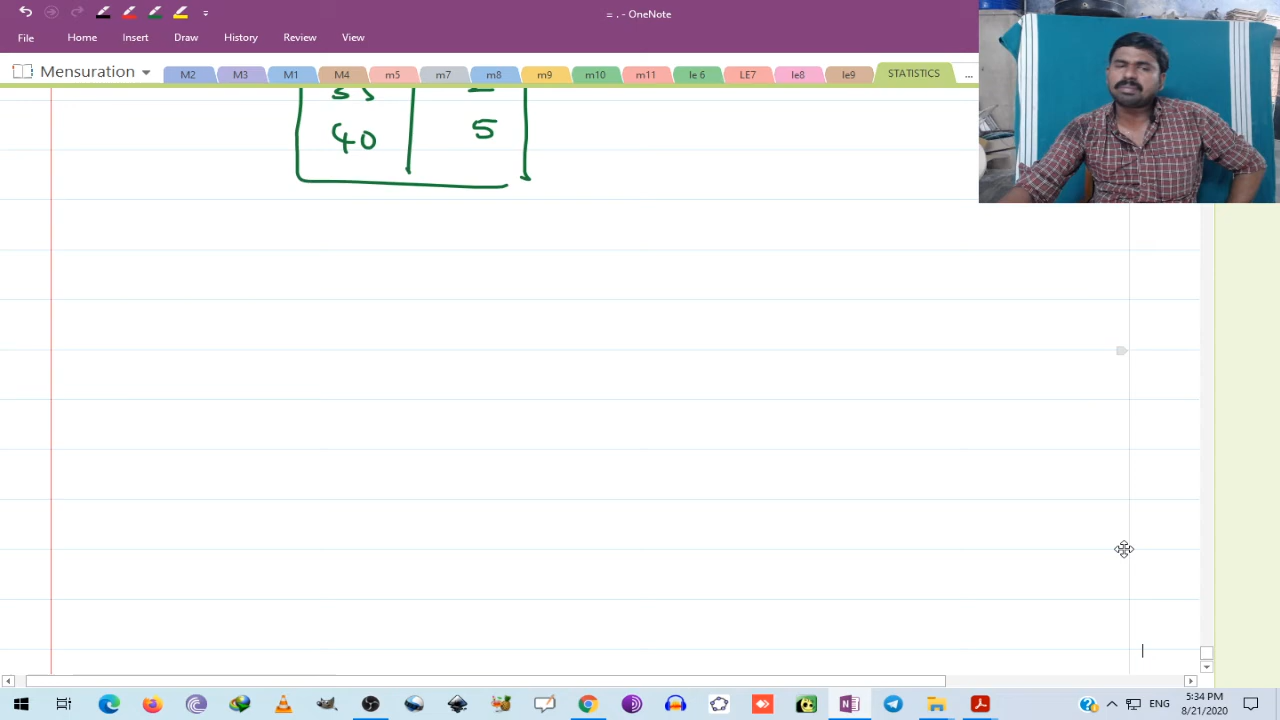 = , - OneNote
File Home Insert Draw History Review View
Mensuration M2 M3 M1 M4 m5 m7 m8 m9 m10 m11 le 6 LE7 le8 le9 STATISTICS ...
40 5
ENG 5:34 PM
8/21/2020